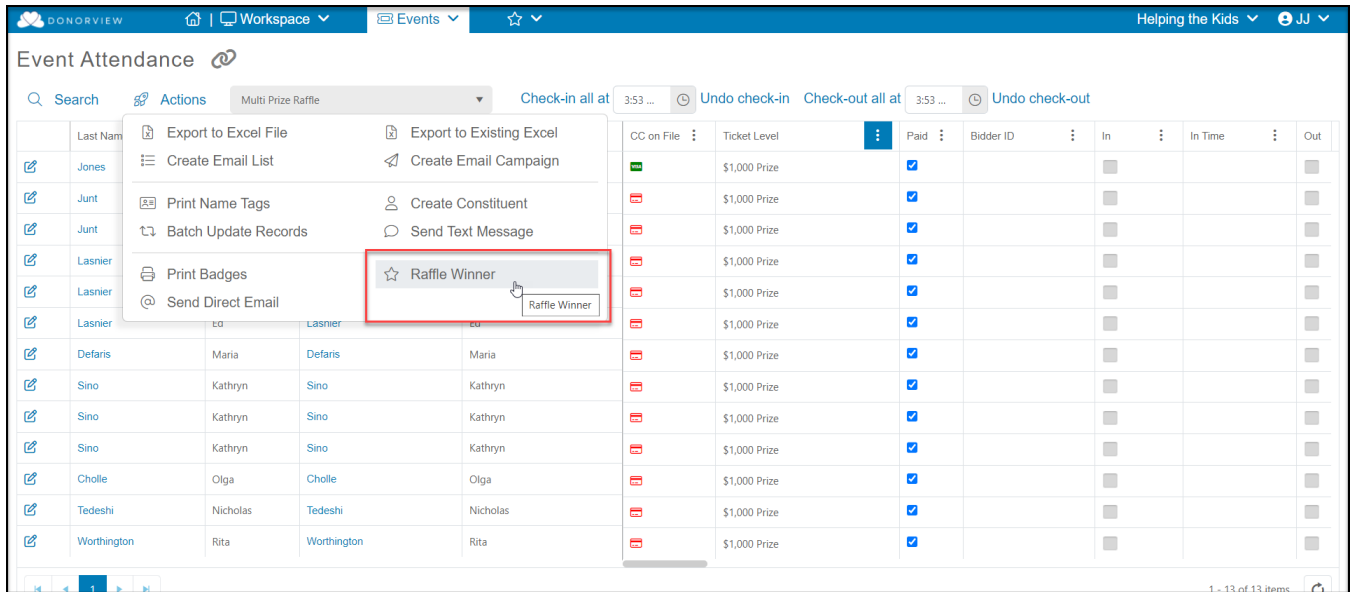 DONORVIEW | Workspace Events Helping the Kids JJ
Event Attendance
Search Actions Multi Prize Raffle Check-in all at 3:53 ... Undo check-in Check-out all at 3:53 ... Undo check-out
Last Nam CC on File Ticket Level Paid Bidder ID In In Time Out
Export to Excel File Export to Existing Excel
Create Email List Create Email Campaign
Print Name Tags Create Constituent
Batch Update Records Send Text Message
Print Badges Raffle Winner
Send Direct Email Raffle Winner
Jones VISA $1,000 Prize
Junt $1,000 Prize
Junt $1,000 Prize
Lasnier $1,000 Prize
Lasnier $1,000 Prize
Lasnier Ed Lasnier Ed $1,000 Prize
Defaris Maria Defaris Maria $1,000 Prize
Sino Kathryn Sino Kathryn $1,000 Prize
Sino Kathryn Sino Kathryn $1,000 Prize
Sino Kathryn Sino Kathryn $1,000 Prize
Cholle Olga Cholle Olga $1,000 Prize
Tedeshi Nicholas Tedeshi Nicholas $1,000 Prize
Worthington Rita Worthington Rita $1,000 Prize
1 1 - 13 of 13 items